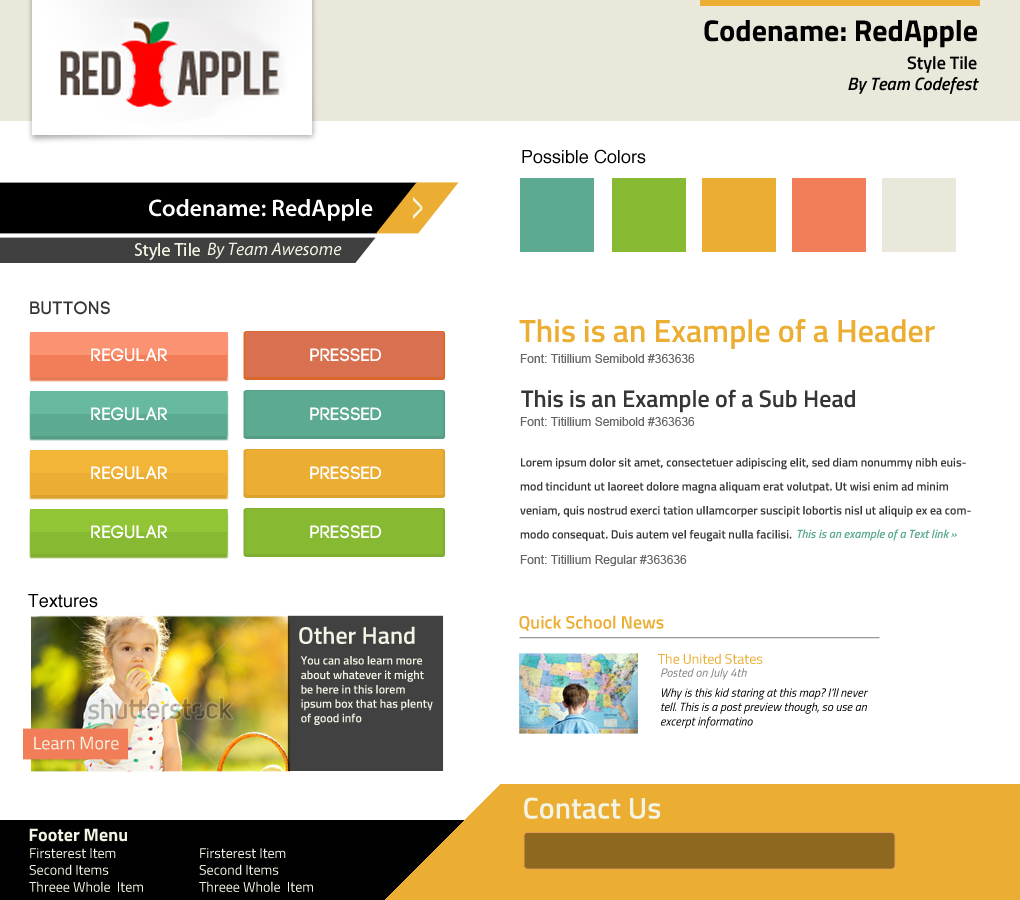 RED APPLE
Codename: RedApple
Style Tile
By Team Codefest
Codename: RedApple
Style Tile By Team Awesome
Possible Colors
BUTTONS
REGULAR PRESSED
REGULAR PRESSED
REGULAR PRESSED
REGULAR PRESSED
This is an Example of a Header
Font: Titillium Semibold #363636
This is an Example of a Sub Head
Font: Titillium Semibold #363636
Lorem ipsum dolor sit amet, consectetuer adipiscing elit, sed diam nonummy nibh euis-
mod tincidunt ut laoreet dolore magna aliquam erat volutpat. Ut wisi enim ad minim
veniam, quis nostrud exerci tation ullamcorper suscipit lobortis nisl ut aliquip ex ea com-
modo consequat. Duis autem vel feugait nulla facilisi. This is an example of a Text link »
Font: Titillium Regular #363636
Textures
shutterstock
Learn More
Other Hand
You can also learn more
about whatever it might
be here in this lorem
ipsum box that has plenty
of good info
Quick School News
The United States
Posted on July 4th
Why is this kid staring at this map? I'll never
tell. This is a post preview though, so use an
excerpt informatino
Footer Menu
Firsterest Item Firsterest Item
Second Items Second Items
Threee Whole Item Threee Whole Item
Contact Us